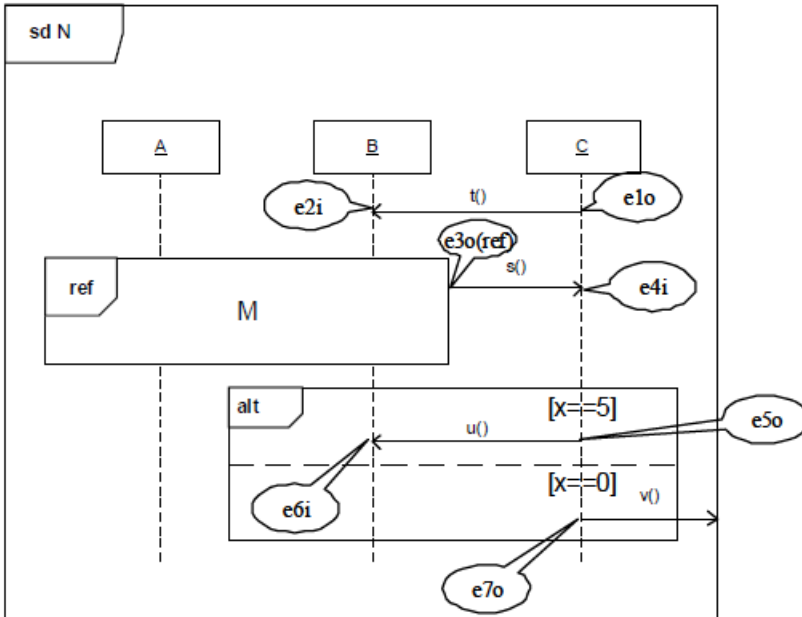 sd N
A
B
C
t()
e2i
e1o
e3o(ref)
s()
ref
M
e4i
alt
[x==5]
u()
e5o
[x==0]
v()
e6i
e7o